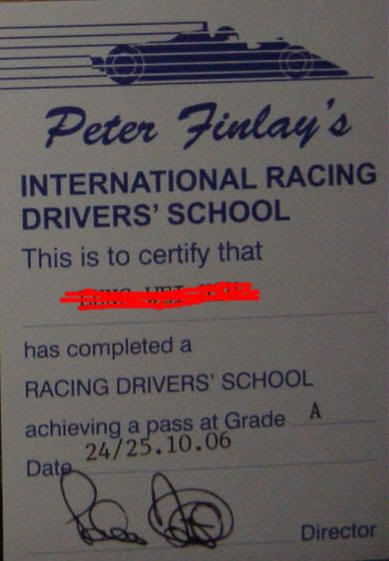 Peter Finlay's
INTERNATIONAL RACING
DRIVERS' SCHOOL
This is to certify that
has completed a
RACING DRIVERS' SCHOOL
achieving a pass at Grade A
Date 24/25.10.06
Director